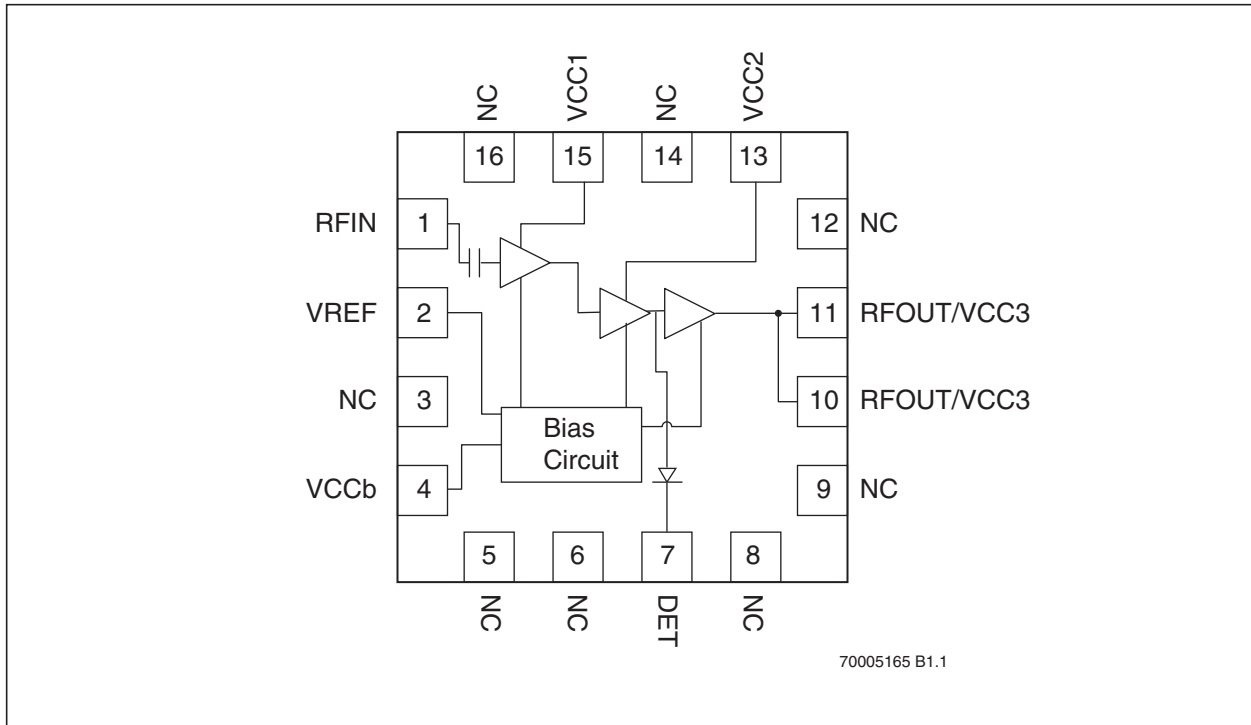 NC
VCC1
NC
VCC2
16
15
14
13
RFIN
1
12
NC
VREF
2
11
RFOUT/VCC3
NC
3
10
RFOUT/VCC3
Bias
Circuit
VCCb
4
9
NC
5
6
7
8
NC
NC
DET
NC
70005165 B1.1